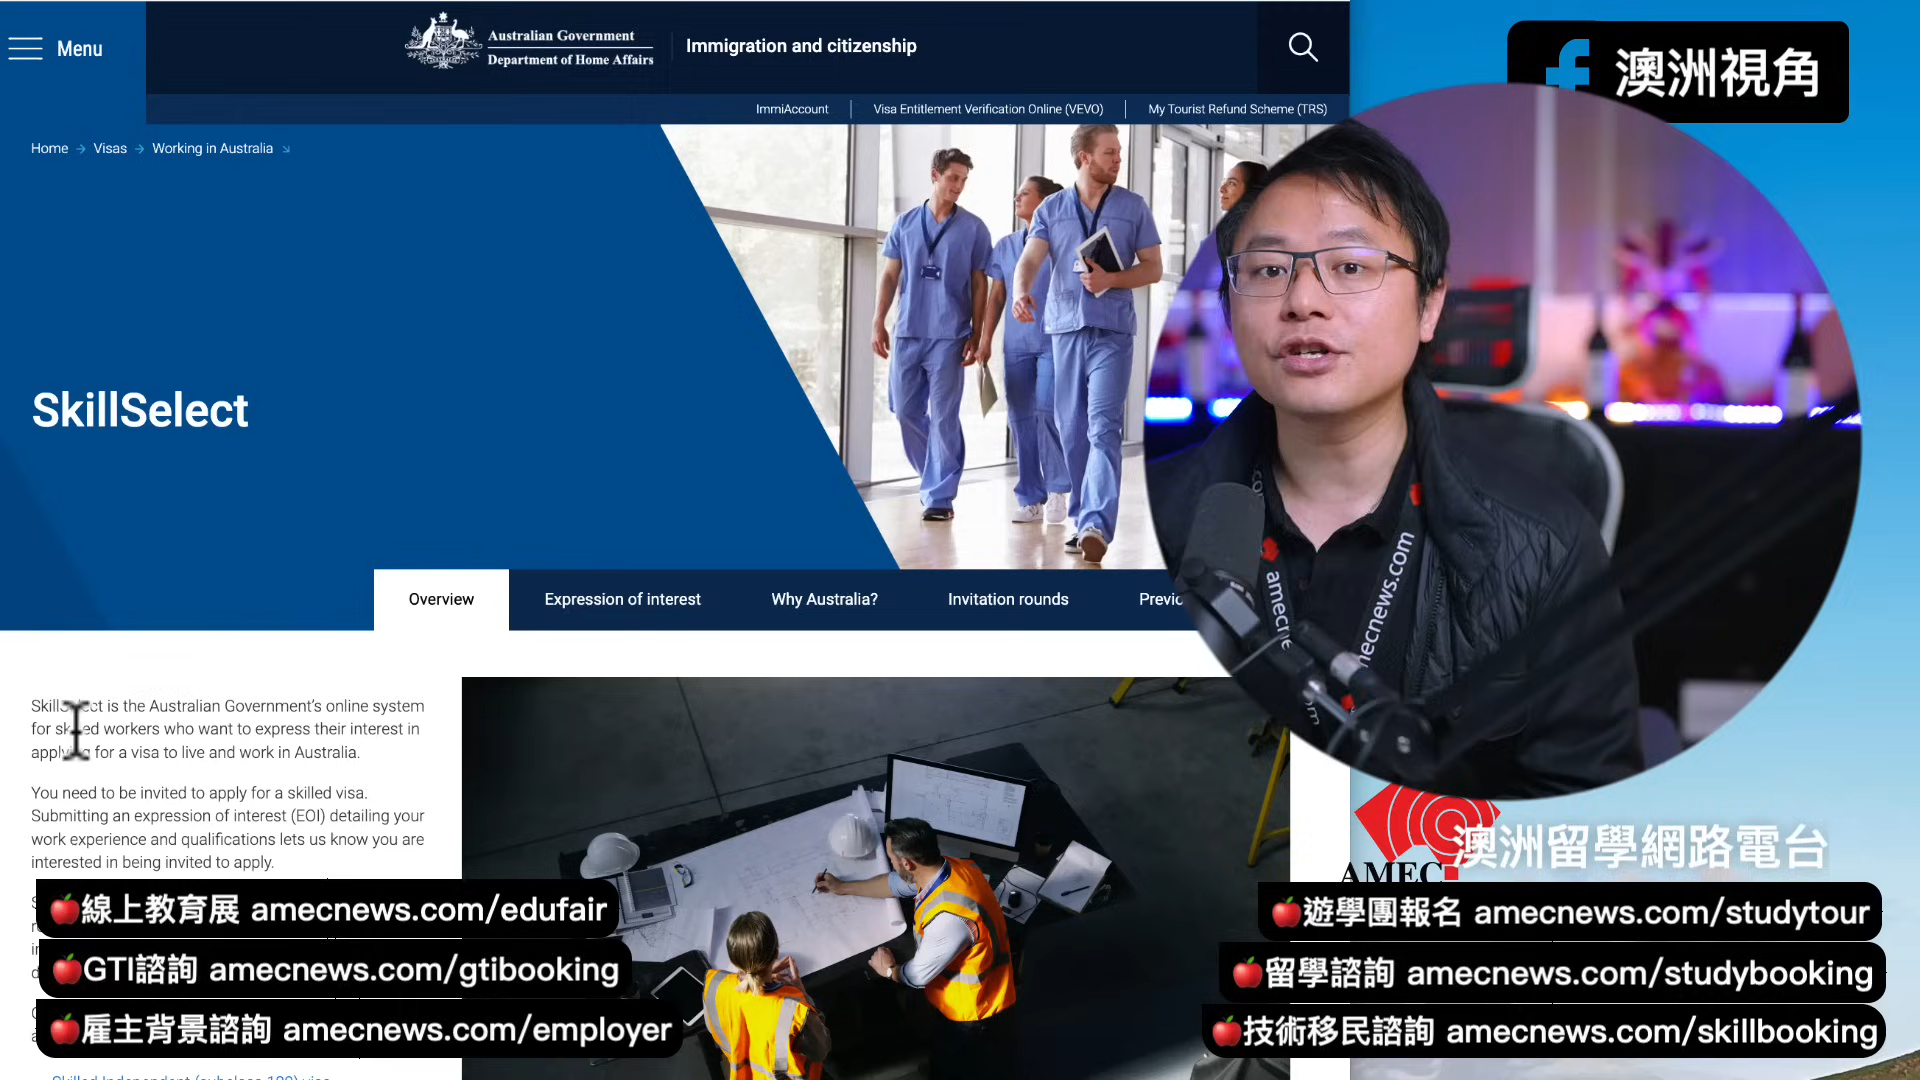 Menu
Australian Government
Department of Home Affairs
Immigration and citizenship
ImmiAccount
Visa Entitlement Verification Online (VEVO)
My Tourist Refund Scheme (TRS)
澳洲視角
Home
Visas
Working in Australia
SkillSelect
Overview
Expression of interest
Why Australia?
Invitation rounds
amecnews.com
SkillSelect is the Australian Government's online system
for skilled workers who want to express their interest in
applying for a visa to live and work in Australia.
You need to be invited to apply for a skilled visa.
Submitting an expression of interest (EOI) detailing your
work experience and qualifications lets us know you are
interested in being invited to apply.
澳洲留學網路電台
AMEC
線上教育展 amecnews.com/edufair
GTI諮詢 amecnews.com/gtibooking
雇主背景諮詢 amecnews.com/employer
遊學團報名 amecnews.com/studytour
留學諮詢 amecnews.com/studybooking
技術移民諮詢 amecnews.com/skillbooking